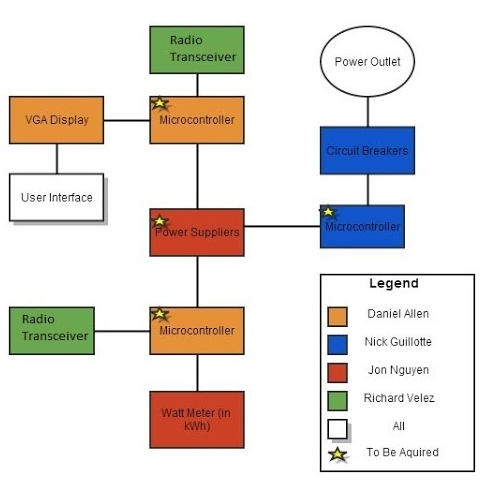 Radio
Transceiver
Power Outlet
VGA Display
Microcontroller
Circuit Breakers
User Interface
Power Suppliers
Microcontroller
Radio
Transceiver
Microcontroller
Watt Meter (in
kWh)
Legend
Daniel Allen
Nick Guillotte
Jon Nguyen
Richard Velez
All
To Be Aquired